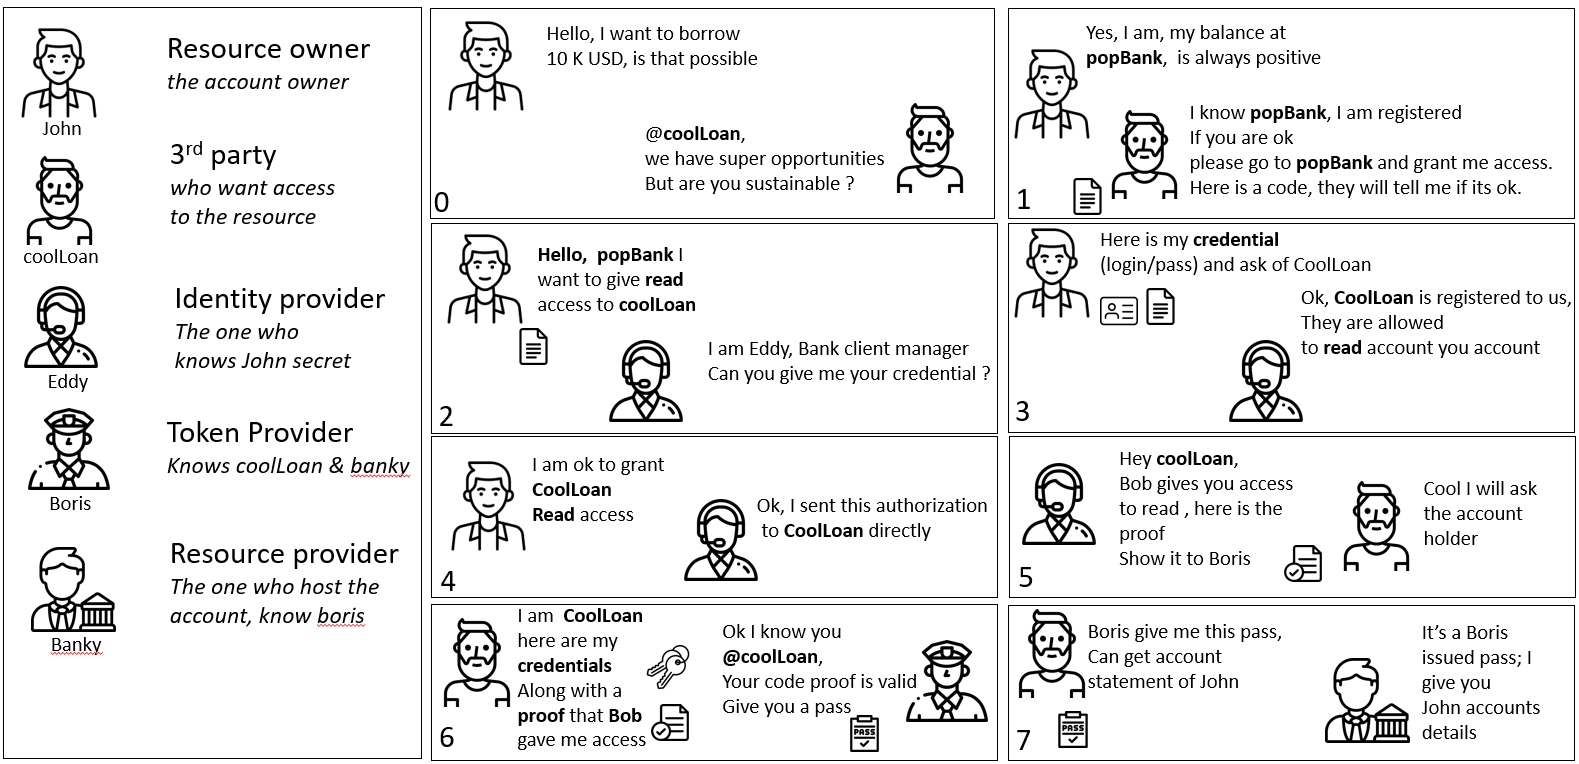 Resource owner
the account owner
John
3rd party
who want access
to the resource
coolLoan
Identity provider
The one who
knows John secret
Eddy
Token Provider
Knows coolLoan & banky
Boris
Resource provider
The one who host the
account, know boris
Banky
Hello, I want to borrow
10 K USD, is that possible
@coolLoan,
we have super opportunities
But are you sustainable ?
0
Yes, I am, my balance at
popBank, is always positive
I know popBank, I am registered
If you are ok
please go to popBank and grant me access.
Here is a code, they will tell me if its ok.
1
Hello, popBank I
want to give read
access to coolLoan
I am Eddy, Bank client manager
Can you give me your credential ?
2
Here is my credential
(login/pass) and ask of CoolLoan
Ok, CoolLoan is registered to us,
They are allowed
to read account you account
3
I am ok to grant
CoolLoan
Read access
Ok, I sent this authorization
to CoolLoan directly
4
Hey coolLoan,
Bob gives you access
to read , here is the
proof
Show it to Boris
Cool I will ask
the account
holder
5
I am CoolLoan
here are my
credentials
Along with a
proof that Bob
gave me access
Ok I know you
@coolLoan,
Your code proof is valid
Give you a pass
PASS
6
Boris give me this pass,
Can get account
statement of John
PASS
It's a Boris
issued pass; I
give you
John accounts
details
7